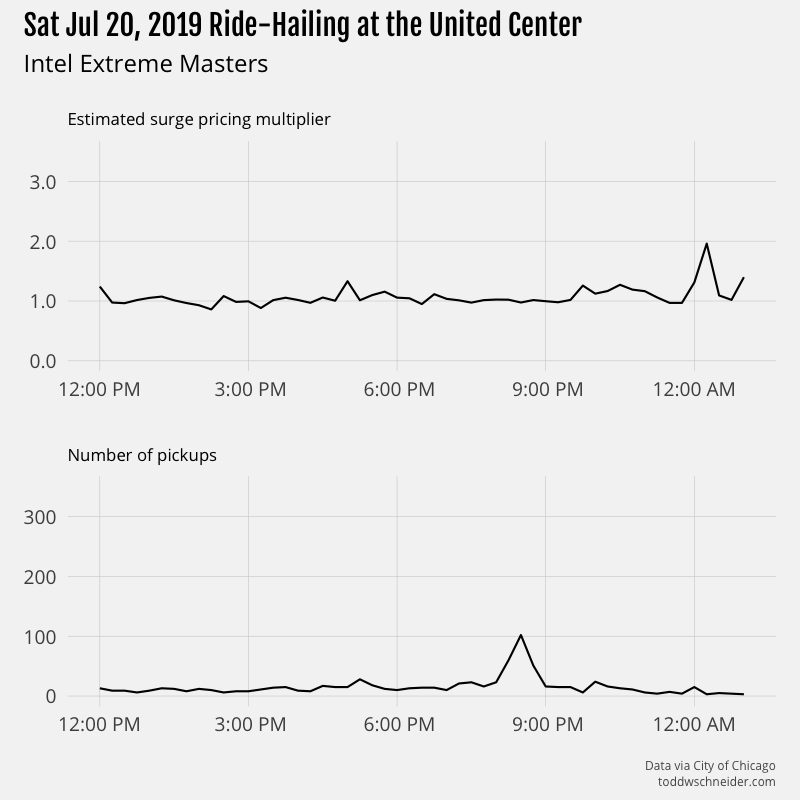 Sat Jul 20, 2019 Ride-Hailing at the United Center
Intel Extreme Masters
Estimated surge pricing multiplier
3.0
2.0
1.0
0.0
12:00 PM 3:00 PM 6:00 PM 9:00 PM 12:00 AM
Number of pickups
300
200
100
0
12:00 PM 3:00 PM 6:00 PM 9:00 PM 12:00 AM
Data via City of Chicago
toddwschneider.com